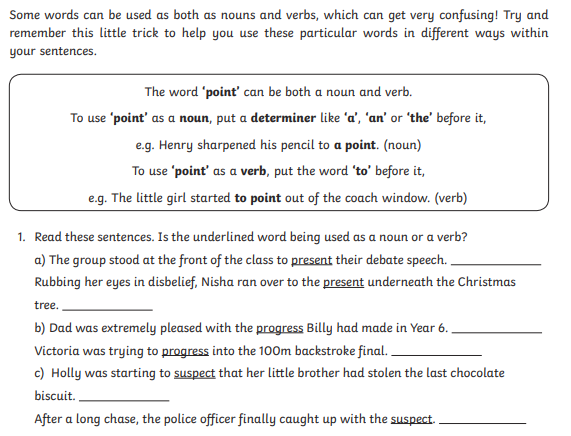 Some words can be used as both as nouns and verbs, which can get very confusing! Try and
remember this little trick to help you use these particular words in different ways within
your sentences.
The word ‘point’ can be both a noun and verb.
To use ‘point’ as a noun, put a determiner like ‘a’, ‘an’ or ‘the’ before it,
e.g. Henry sharpened his pencil to a point. (noun)
To use ‘point’ as a verb, put the word ‘to’ before it,
e.g. The little girl started to point out of the coach window. (verb)
1. Read these sentences. Is the underlined word being used as a noun or a verb?
a) The group stood at the front of the class to present their debate speech. ______________
Rubbing her eyes in disbelief, Nisha ran over to the present underneath the Christmas
tree. ______________
b) Dad was extremely pleased with the progress Billy had made in Year 6. ______________
Victoria was trying to progress into the 100m backstroke final. ______________
c) Holly was starting to suspect that her little brother had stolen the last chocolate
biscuit. ______________
After a long chase, the police officer finally caught up with the suspect. ______________